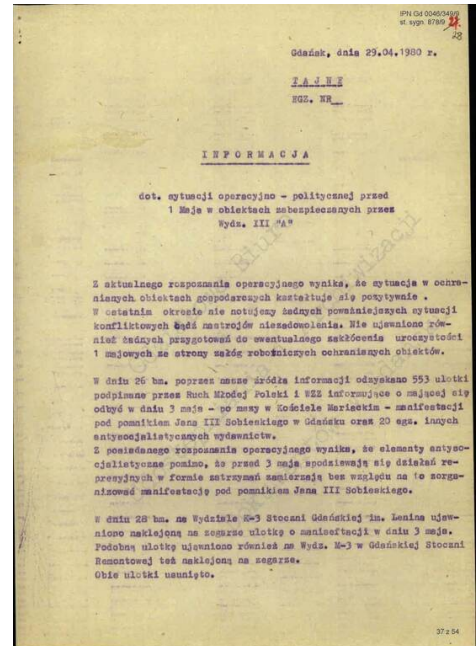 IPN Gd 0046/349/9
st. sygn. 878/9
28
Gdańsk, dnia 29.04.1980 r.
T A J N E
EGZ. NR
I N F O R M A C J A
dot. sytuacji operacyjno - politycznej przed
1 Maja w obiektach zabezpieczanych przez
Wydz. III "A"
Z aktualnego rozpoznania operacyjnego wynika, że sytuacja w ochra-
nianych obiektach gospodarczych kształtuje się pozytywnie .
W ostatnim okresie nie notujemy żadnych poważniejszych sytuacji
konfliktowych bądź nastrojów niezadowolenia. Nie ujawniono rów-
nież żadnych przygotowań do ewentualnego zakłócenia uroczystości
1 majowych ze strony załóg robotniczych ochranianych obiektów.
W dniu 26 bm. poprzez nasze źródła informacji odzyskano 553 ulotki
podpisane przez Ruch Młodej Polski i WZZ informujące o mającej się
odbyć w dniu 3 maja - po mszy w Kościele Mariackim - manifestacji
pod pomnikiem Jana III Sobieskiego w Gdańsku oraz 20 egz. innych
antysocjalistycznych wydawnictw.
Z posiadanego rozpoznania operacyjnego wynika, że elementy antyso-
cjalistyczne pomimo, że przed 3 maja spodziewają się działań re-
presyjnych w formie zatrzymań zamierzają bez względu na to zorga-
nizować manifestację pod pomnikiem Jana III Sobieskiego.
W dniu 28 bm. na Wydziale K-3 Stoczni Gdańskiej im. Lenina ujaw-
niono naklejoną na zegarze ulotkę o manisfetacji w dniu 3 maja.
Podobną ulotkę ujawniono również na Wydz. M-3 w Gdańskiej Stoczni
Remontowej też naklejoną na zegarze.
Obie ulotki usunięto.
37 z 54